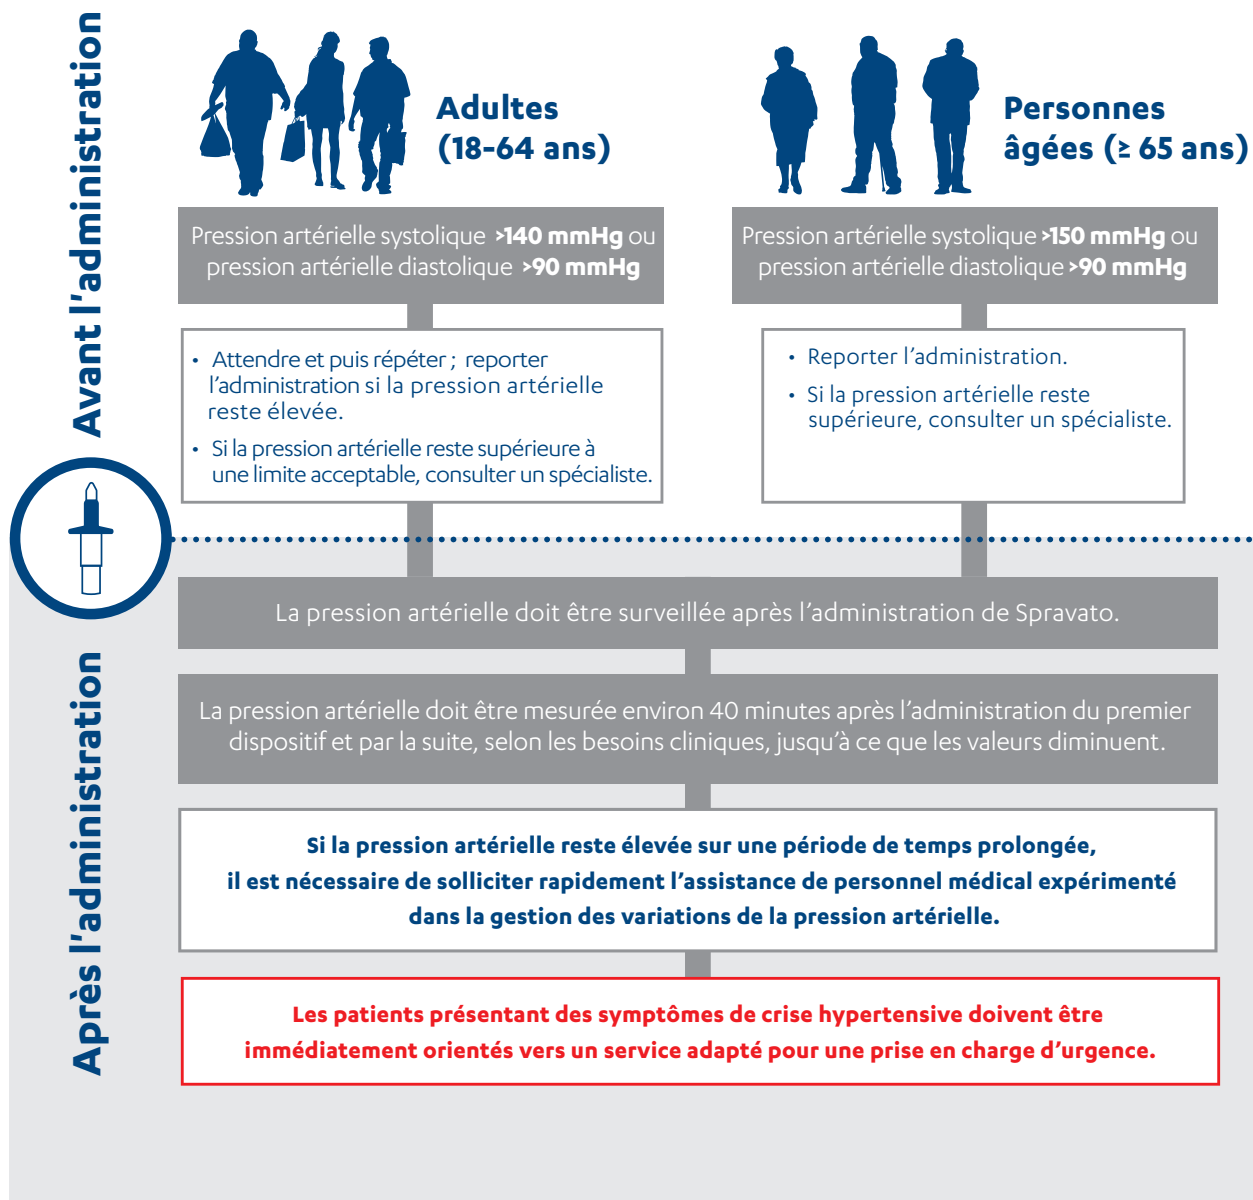 Avant l'administration
Adultes
(18-64 ans)
Pression artérielle systolique >140 mmHg ou
pression artérielle diastolique >90 mmHg
• Attendre et puis répéter ; reporter
l’administration si la pression artérielle
reste élevée.
• Si la pression artérielle reste supérieure à
une limite acceptable, consulter un spécialiste.
Personnes
âgées (≥ 65 ans)
Pression artérielle systolique >150 mmHg ou
pression artérielle diastolique >90 mmHg
• Reporter l’administration.
• Si la pression artérielle reste
supérieure, consulter un spécialiste.
Après l'administration
La pression artérielle doit être surveillée après l’administration de Spravato.
La pression artérielle doit être mesurée environ 40 minutes après l’administration du premier
dispositif et par la suite, selon les besoins cliniques, jusqu’à ce que les valeurs diminuent.
Si la pression artérielle reste élevée sur une période de temps prolongée,
il est nécessaire de solliciter rapidement l’assistance de personnel médical expérimenté
dans la gestion des variations de la pression artérielle.
Les patients présentant des symptômes de crise hypertensive doivent être
immédiatement orientés vers un service adapté pour une prise en charge d’urgence.